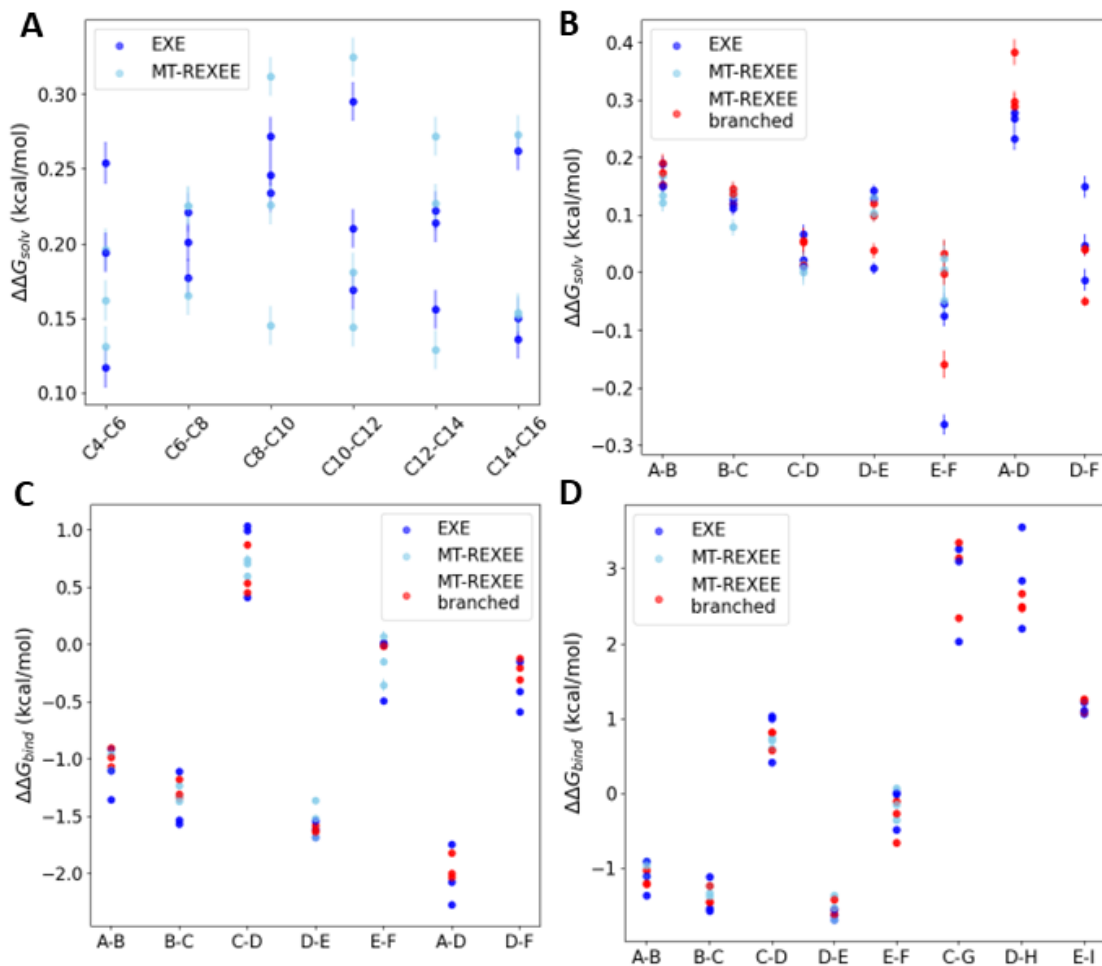 A
EXE
MT-REXEE
ΔΔG_solv (kcal/mol)
0.30
0.25
0.20
0.15
0.10
C4-C6
C6-C8
C8-C10
C10-C12
C12-C14
C14-C16
B
EXE
MT-REXEE
MT-REXEE
branched
ΔΔG_solv (kcal/mol)
0.4
0.3
0.2
0.1
0.0
−0.1
−0.2
−0.3
A-B
B-C
C-D
D-E
E-F
A-D
D-F
C
EXE
MT-REXEE
MT-REXEE
branched
ΔΔG_bind (kcal/mol)
1.0
0.5
0.0
−0.5
−1.0
−1.5
−2.0
A-B
B-C
C-D
D-E
E-F
A-D
D-F
D
EXE
MT-REXEE
MT-REXEE
branched
ΔΔG_bind (kcal/mol)
3
2
1
0
−1
A-B
B-C
C-D
D-E
E-F
C-G
D-H
E-I